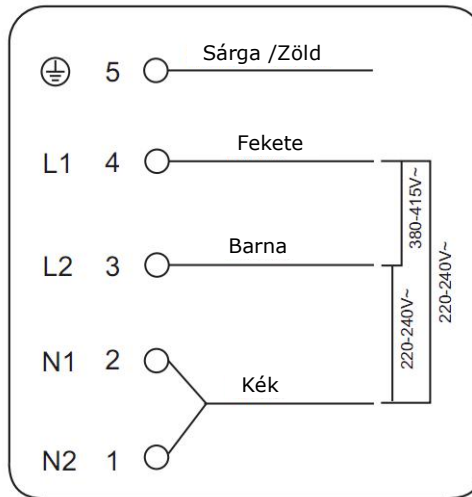 5 Sárga /Zöld
L1 4 Fekete
380-415V~
220-240V~
L2 3 Barna
220-240V~
N1 2
Kék
N2 1